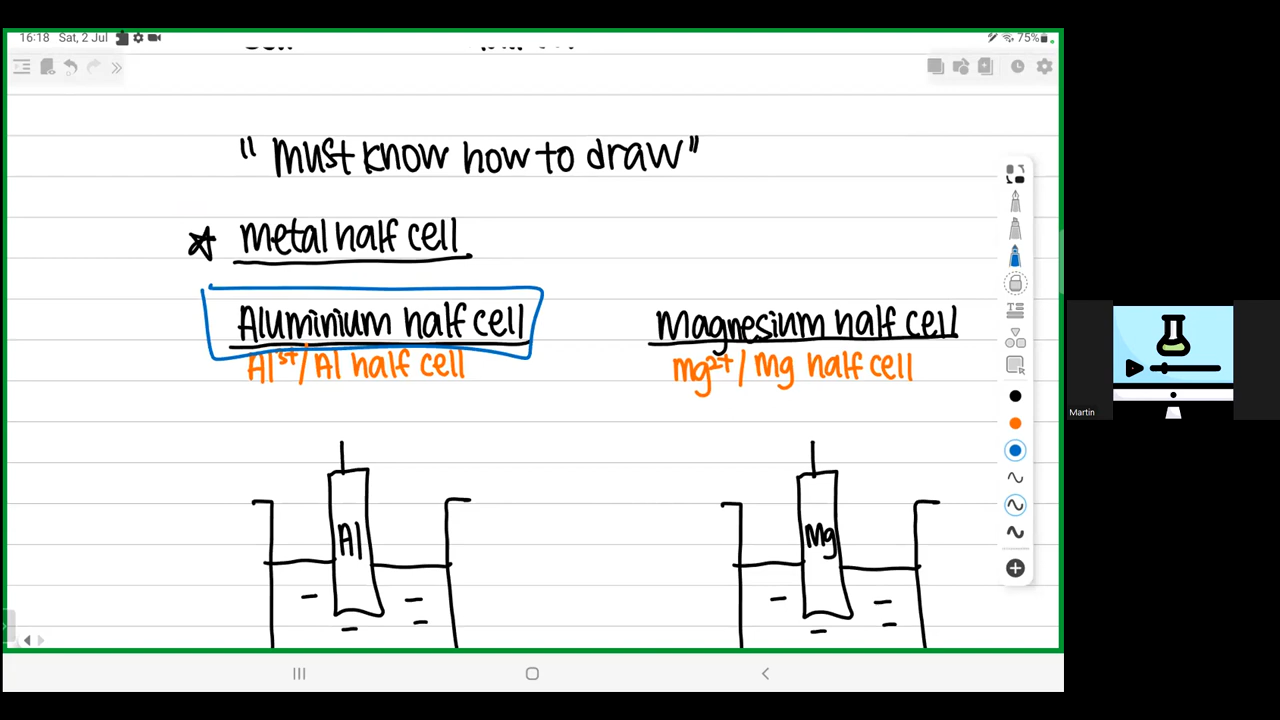 16:18 Sat, 2 Jul
75%
"must know how to draw"
☆ metal half cell
Aluminium half cell
Magnesium half cell
Al³⁺/Al half cell
mg²⁺/mg half cell
Al
Mg
Martin